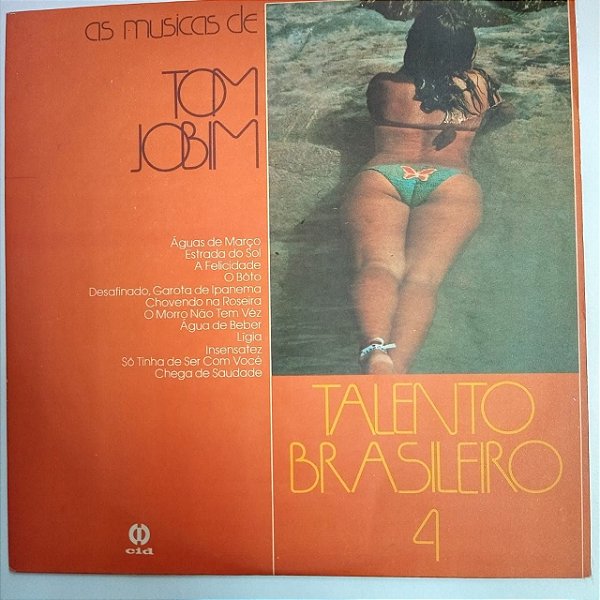 as musicas de
TOM
JOBIM
Águas de Março
Estrada do Sol
A Felicidade
O Bôto
Desafinado, Garota de Ipanema
Chovendo na Roseira
O Morro Não Tem Véz
Água de Beber
Lígia
Insensatez
Só Tinha de Ser Com Você
Chega de Saudade
TALENTO
BRASILEIRO
4
cid